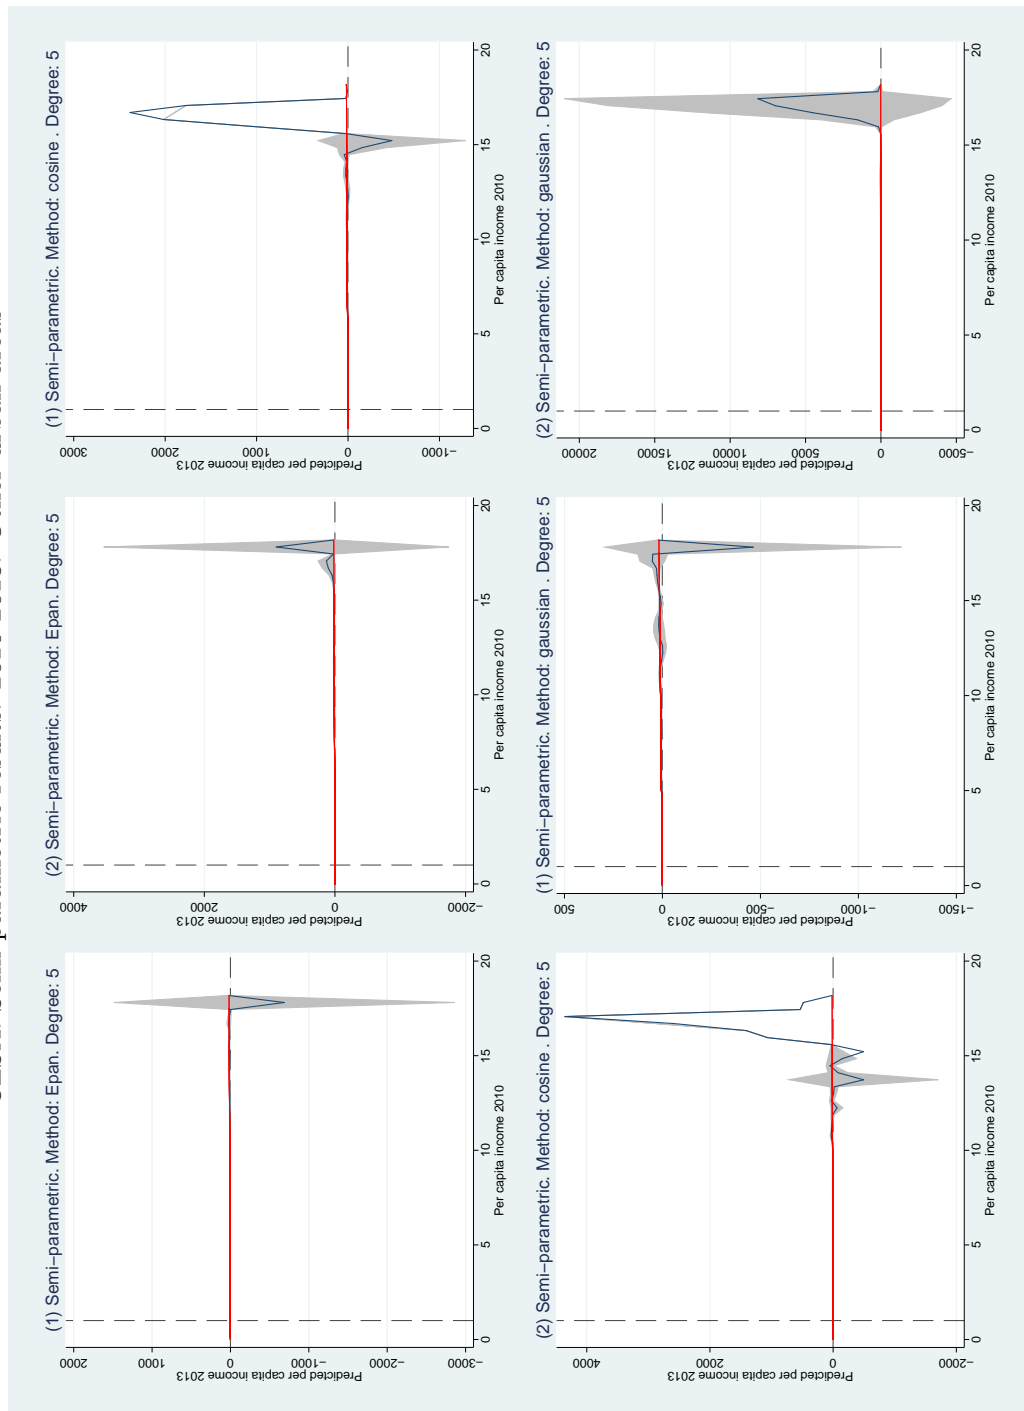 (1) Semi−parametric. Method: Epan. Degree: 5
Predicted per capita income 2013
2000
1000
0
−1000
−2000
−3000
0 5 10 15 20
Per capita income 2010
(2) Semi−parametric. Method: Epan. Degree: 5
Predicted per capita income 2013
4000
2000
0
−2000
0 5 10 15 20
Per capita income 2010
(1) Semi−parametric. Method: cosine . Degree: 5
Predicted per capita income 2013
3000
2000
1000
0
−1000
0 5 10 15 20
Per capita income 2010
(2) Semi−parametric. Method: cosine . Degree: 5
Predicted per capita income 2013
4000
2000
0
−2000
0 5 10 15 20
Per capita income 2010
(1) Semi−parametric. Method: gaussian . Degree: 5
Predicted per capita income 2013
500
0
−500
−1000
−1500
0 5 10 15 20
Per capita income 2010
(2) Semi−parametric. Method: gaussian . Degree: 5
Predicted per capita income 2013
20000
15000
10000
5000
0
−5000
0 5 10 15 20
Per capita income 2010